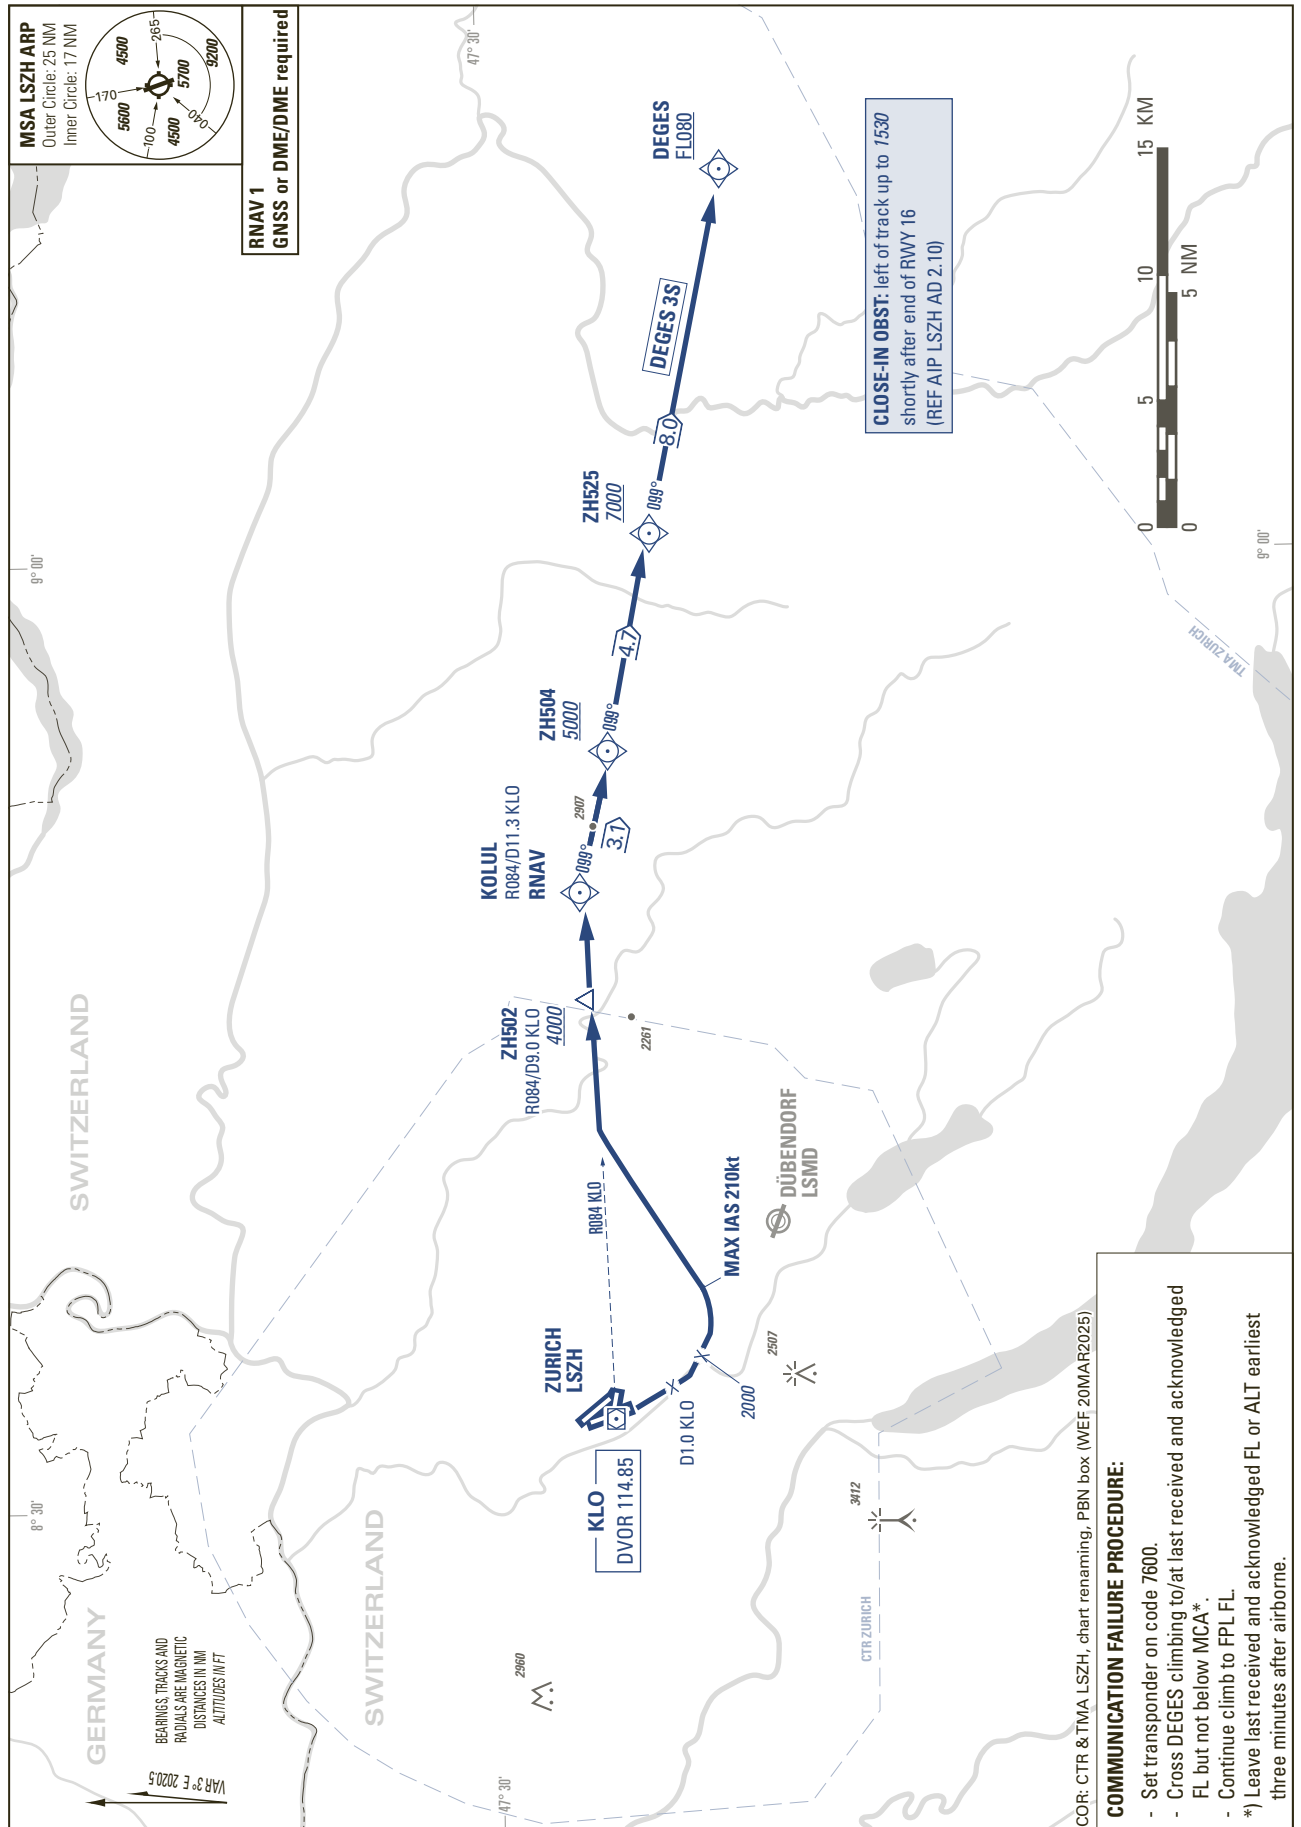 MSA LSZH ARP
Outer Circle: 25 NM
Inner Circle: 17 NM
170
265
100
040
5600
4500
4500
5700
9200
RNAV 1
GNSS or DME/DME required
47° 30'
9° 00'
8° 30'
47° 30'
9° 00'
GERMANY
SWITZERLAND
SWITZERLAND
VAR 3° E 2020.5
BEARINGS, TRACKS AND
RADIALS ARE MAGNETIC
DISTANCES IN NM
ALTITUDES IN FT
ZURICH
LSZH
KLO
DVOR 114.85
D1.0 KLO
2000
MAX IAS 210kt
R084 KLO
ZH502
R084/D9.0 KLO
4000
KOLUL
R084/D11.3 KLO
RNAV
099°
3.1
2907
ZH504
5000
099°
4.7
ZH525
7000
099°
8.0
DEGES 3S
DEGES
FL080
2261
2507
3412
2960
DÜBENDORF
LSMD
CTR ZURICH
TMA ZURICH
CLOSE-IN OBST: left of track up to 1530
shortly after end of RWY 16
(REF AIP LSZH AD 2.10)
0 5 10 15 KM
0 5 NM
COR: CTR & TMA LSZH, chart renaming, PBN box (WEF 20MAR2025)
COMMUNICATION FAILURE PROCEDURE:
- Set transponder on code 7600.
- Cross DEGES climbing to/at last received and acknowledged
FL but not below MCA*.
- Continue climb to FPL FL.
*) Leave last received and acknowledged FL or ALT earliest
three minutes after airborne.